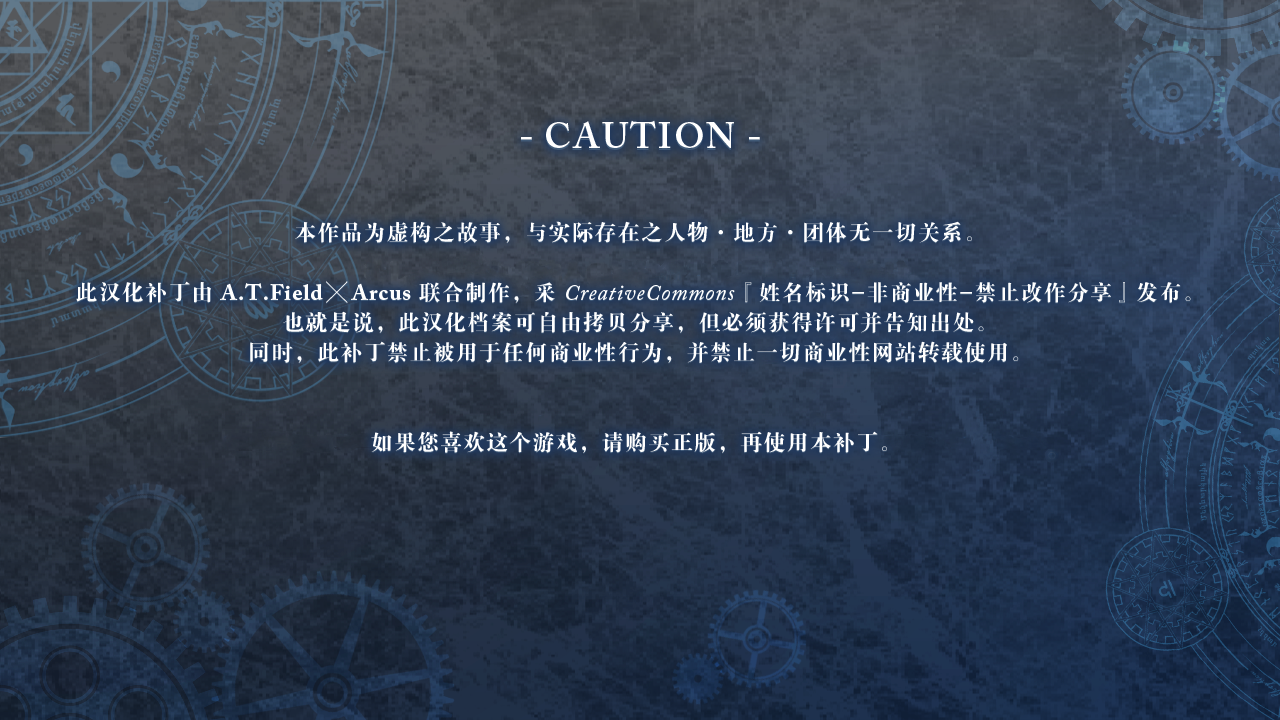 - CAUTION -
本作品为虚构之故事，与实际存在之人物・地方・团体无一切关系。
此汉化补丁由 A.T.Field╳Arcus 联合制作，采 CreativeCommons『姓名标识–非商业性–禁止改作分享』发布。
也就是说，此汉化档案可自由拷贝分享，但必须获得许可并告知出处。
同时，此补丁禁止被用于任何商业性行为，并禁止一切商业性网站转载使用。
如果您喜欢这个游戏，请购买正版，再使用本补丁。